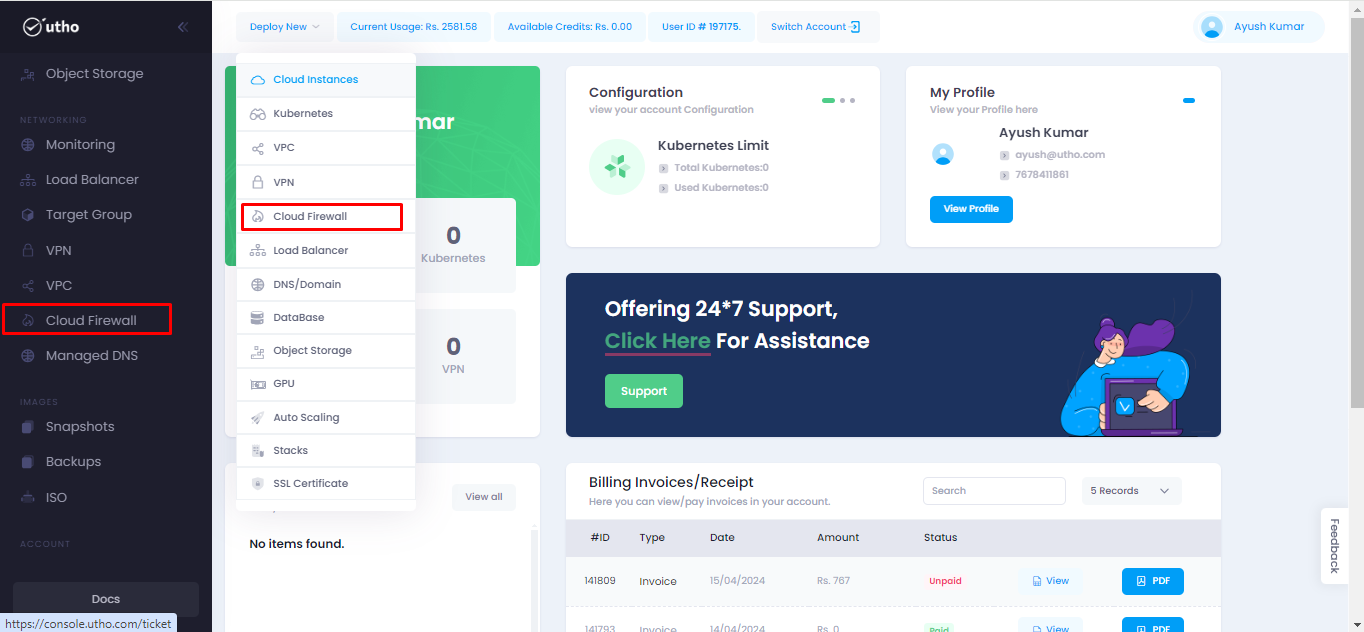 utho
Object Storage
NETWORKING
Monitoring
Load Balancer
Target Group
VPN
VPC
Cloud Firewall
Managed DNS
IMAGES
Snapshots
Backups
ISO
ACCOUNT
Docs
https://console.utho.com/ticket
Deploy New
Current Usage: Rs. 2581.58
Available Credits: Rs. 0.00
User ID # 197175.
Switch Account
Ayush Kumar
Cloud Instances
Kubernetes
VPC
VPN
Cloud Firewall
Load Balancer
DNS/Domain
DataBase
Object Storage
GPU
Auto Scaling
Stacks
SSL Certificate
mar
0
Kubernetes
0
VPN
View all
No items found.
Configuration
view your account Configuration
Kubernetes Limit
Total Kubernetes:0
Used Kubernetes:0
My Profile
View your Profile here
Ayush Kumar
ayush@utho.com
7678411861
View Profile
Offering 24*7 Support,
Click Here For Assistance
Support
Billing Invoices/Receipt
Here you can view/pay invoices in your account.
Search
5 Records
#ID Type Date Amount Status
141809 Invoice 15/04/2024 Rs. 767 Unpaid View PDF
141793 Invoice 14/04/2024 Rs. 0 Paid View PDF
Feedback